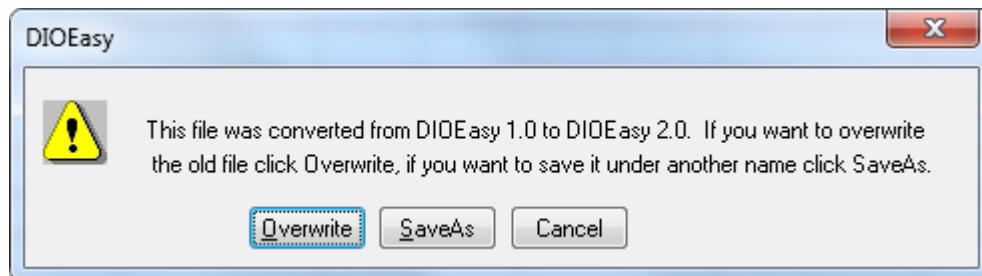 DIOEasy
This file was converted from DIOEasy 1.0 to DIOEasy 2.0.  If you want to overwrite
the old file click Overwrite, if you want to save it under another name click SaveAs.
Overwrite SaveAs Cancel